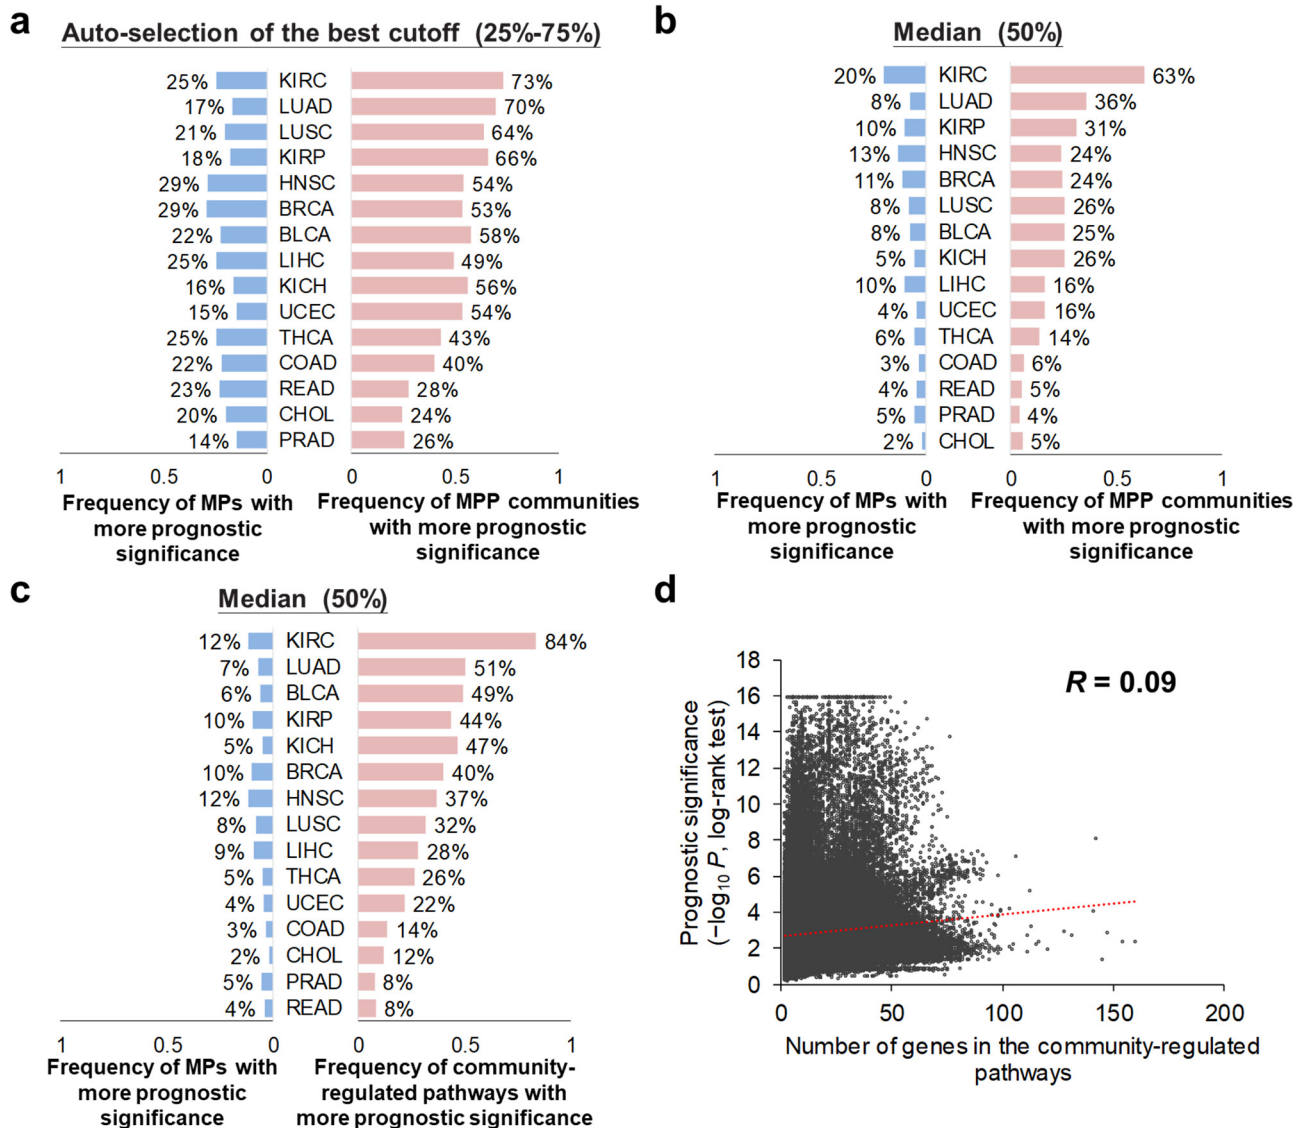 a
Auto-selection of the best cutoff (25%-75%)
25% KIRC 73%
17% LUAD 70%
21% LUSC 64%
18% KIRP 66%
29% HNSC 54%
29% BRCA 53%
22% BLCA 58%
25% LIHC 49%
16% KICH 56%
15% UCEC 54%
25% THCA 43%
22% COAD 40%
23% READ 28%
20% CHOL 24%
14% PRAD 26%
1 0.5 0 0 0.5 1
Frequency of MPs with
more prognostic
significance
Frequency of MPP communities
with more prognostic
significance
b
Median (50%)
20% KIRC 63%
8% LUAD 36%
10% KIRP 31%
13% HNSC 24%
11% BRCA 24%
8% LUSC 26%
8% BLCA 25%
5% KICH 26%
10% LIHC 16%
4% UCEC 16%
6% THCA 14%
3% COAD 6%
4% READ 5%
5% PRAD 4%
2% CHOL 5%
1 0.5 0 0 0.5 1
Frequency of MPs with
more prognostic
significance
Frequency of MPP communities
with more prognostic
significance
c
Median (50%)
12% KIRC 84%
7% LUAD 51%
6% BLCA 49%
10% KIRP 44%
5% KICH 47%
10% BRCA 40%
12% HNSC 37%
8% LUSC 32%
9% LIHC 28%
5% THCA 26%
4% UCEC 22%
3% COAD 14%
2% CHOL 12%
5% PRAD 8%
4% READ 8%
1 0.5 0 0 0.5 1
Frequency of MPs with
more prognostic
significance
Frequency of community-
regulated pathways with
more prognostic significance
d
R = 0.09
Prognostic significance
(−log10 P, log-rank test)
18
16
14
12
10
8
6
4
2
0
0 50 100 150 200
Number of genes in the community-regulated
pathways